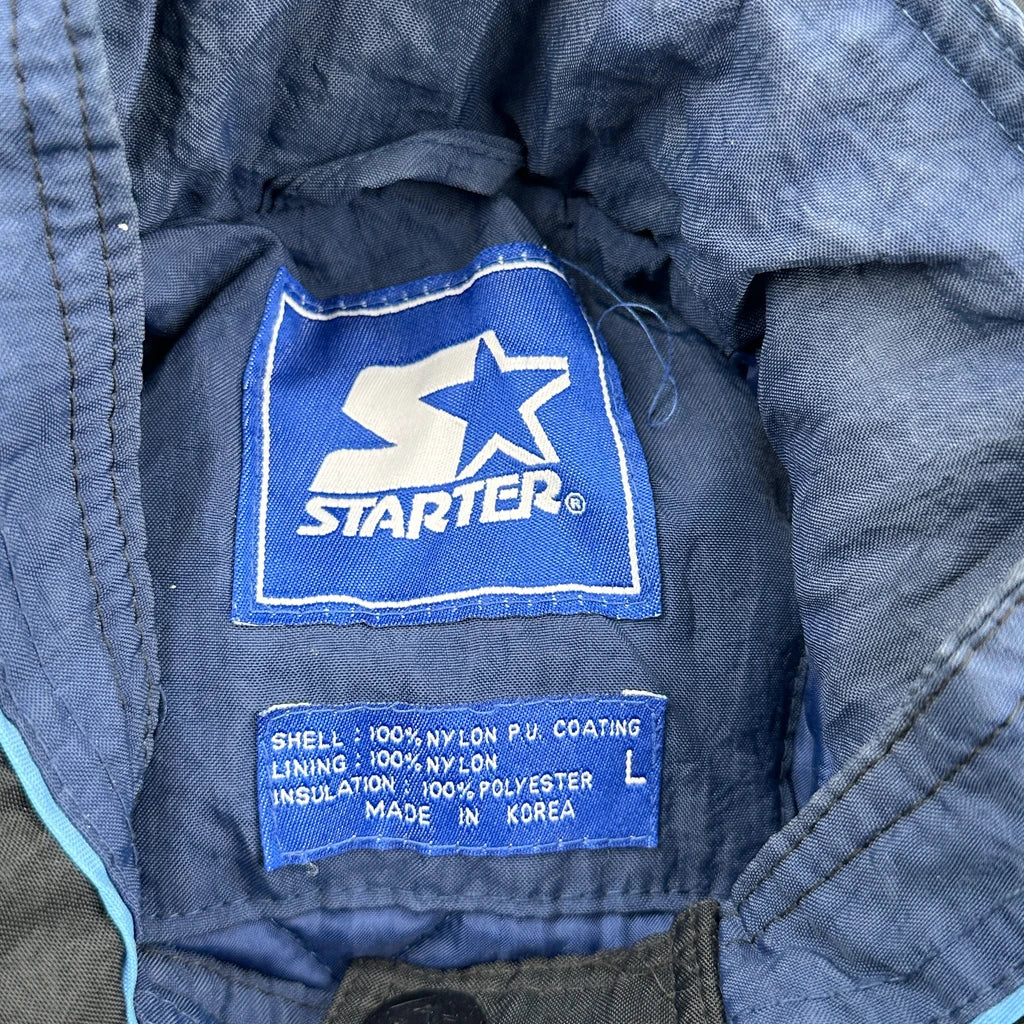 STARTER®
SHELL : 100% NYLON P.U. COATING
LINING : 100% NYLON
L
INSULATION : 100% POLYESTER
MADE IN KOREA